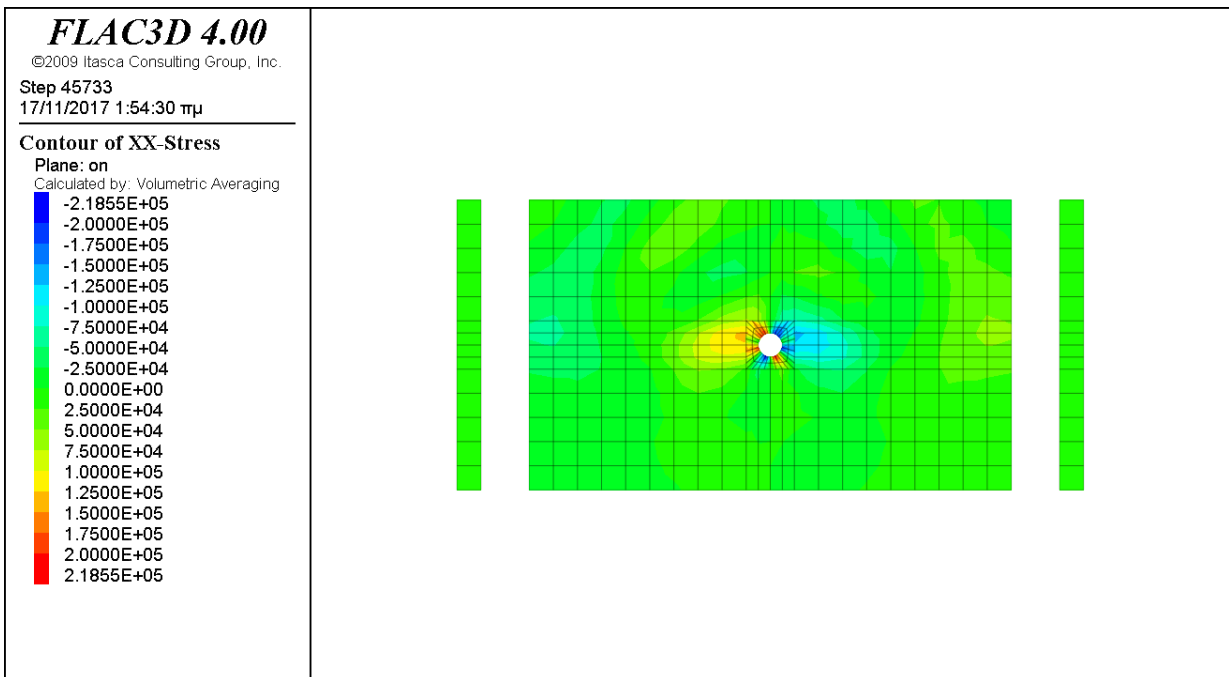 FLAC3D 4.00
©2009 Itasca Consulting Group, Inc.
Step 45733
17/11/2017 1:54:30 πμ
Contour of XX-Stress
Plane: on
Calculated by: Volumetric Averaging
-2.1855E+05
-2.0000E+05
-1.7500E+05
-1.5000E+05
-1.2500E+05
-1.0000E+05
-7.5000E+04
-5.0000E+04
-2.5000E+04
0.0000E+00
2.5000E+04
5.0000E+04
7.5000E+04
1.0000E+05
1.2500E+05
1.5000E+05
1.7500E+05
2.0000E+05
2.1855E+05